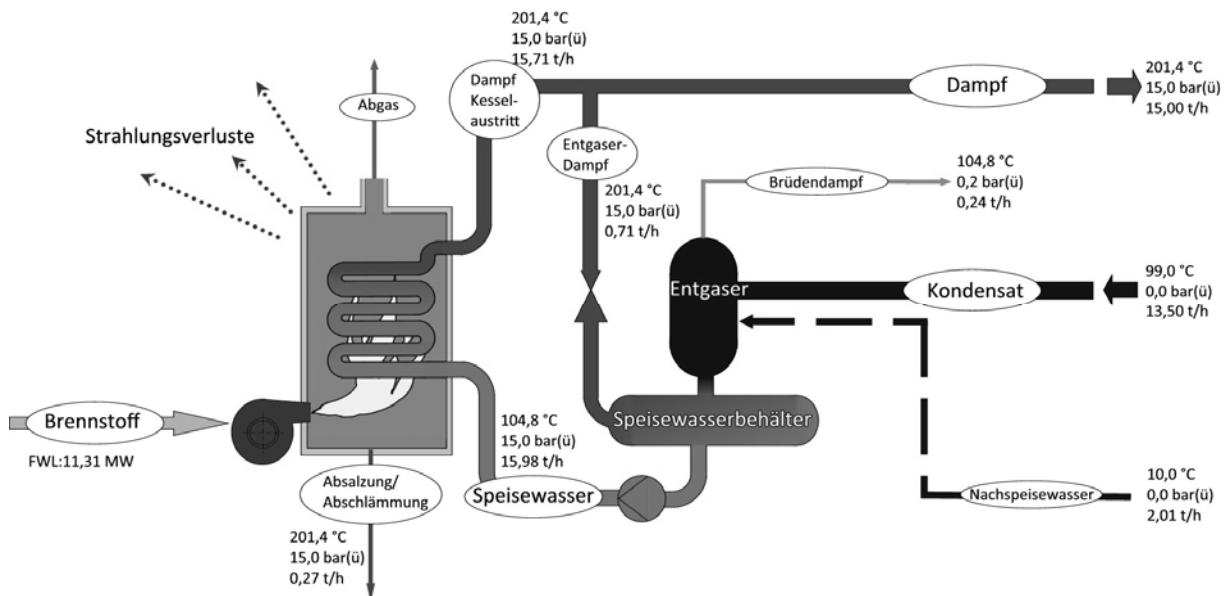 201,4 °C
15,0 bar(ü)
15,71 t/h
Dampf
Kessel-
austritt
Abgas
Strahlungsverluste
Dampf
201,4 °C
15,0 bar(ü)
15,00 t/h
Entgaser-
Dampf
201,4 °C
15,0 bar(ü)
0,71 t/h
Brüdendampf
104,8 °C
0,2 bar(ü)
0,24 t/h
Entgaser
Kondensat
99,0 °C
0,0 bar(ü)
13,50 t/h
Brennstoff
FWL:11,31 MW
Speisewasserbehälter
104,8 °C
15,0 bar(ü)
15,98 t/h
Speisewasser
Absalzung/
Abschlämmung
201,4 °C
15,0 bar(ü)
0,27 t/h
Nachspeisewasser
10,0 °C
0,0 bar(ü)
2,01 t/h